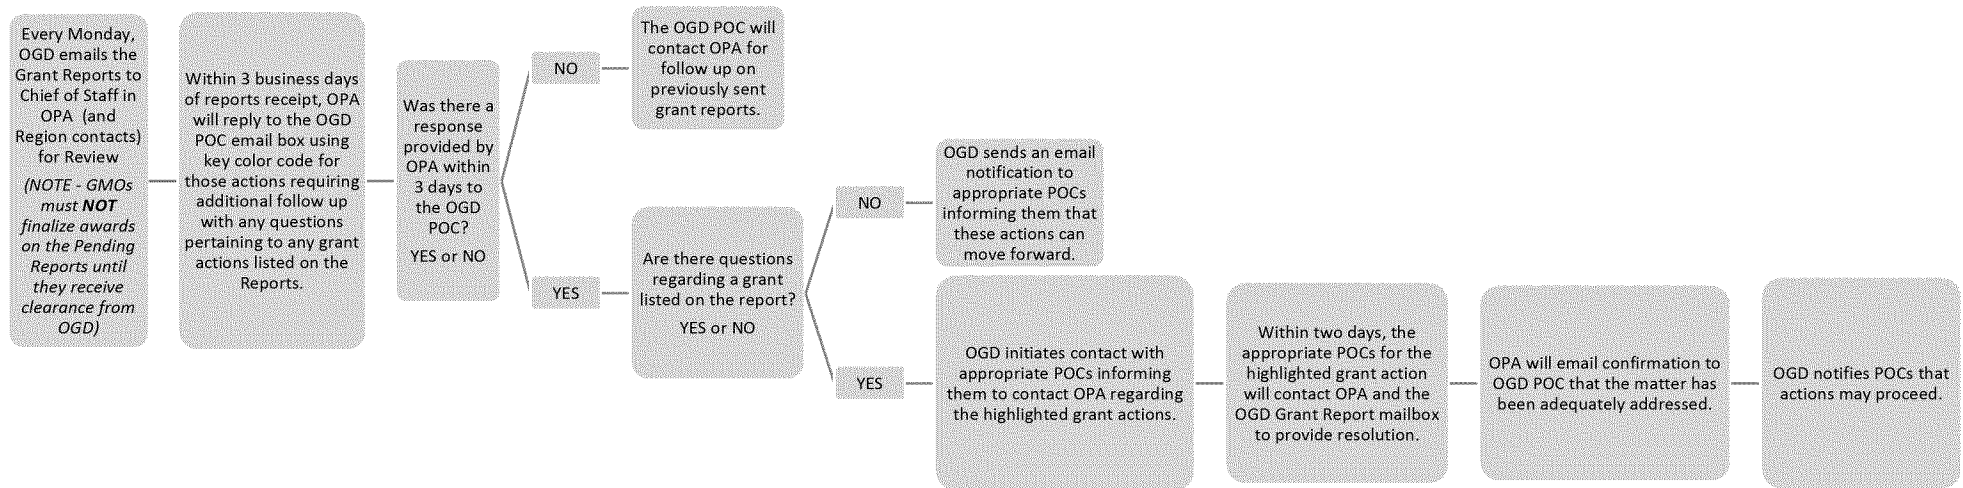 Every Monday,
OGD emails the
Grant Reports to
Chief of Staff in
OPA  (and
Region contacts)
for Review
(NOTE - GMOs
must NOT
finalize awards
on the Pending
Reports until
they receive
clearance from
OGD)
Within 3 business days
of reports receipt, OPA
will reply to the OGD
POC email box using
key color code for
those actions requiring
additional follow up
with any questions
pertaining to any grant
actions listed on the
Reports.
Was there a
response
provided by
OPA within
3 days to
the OGD
POC?
YES or NO
NO
The OGD POC will
contact OPA for
follow up on
previously sent
grant reports.
YES
Are there questions
regarding a grant
listed on the report?
YES or NO
NO
OGD sends an email
notification to
appropriate POCs
informing them that
these actions can
move forward.
YES
OGD initiates contact with
appropriate POCs informing
them to contact OPA regarding
the highlighted grant actions.
Within two days, the
appropriate POCs for the
highlighted grant action
will contact OPA and the
OGD Grant Report mailbox
to provide resolution.
OPA will email confirmation to
OGD POC that the matter has
been adequately addressed.
OGD notifies POCs that
actions may proceed.